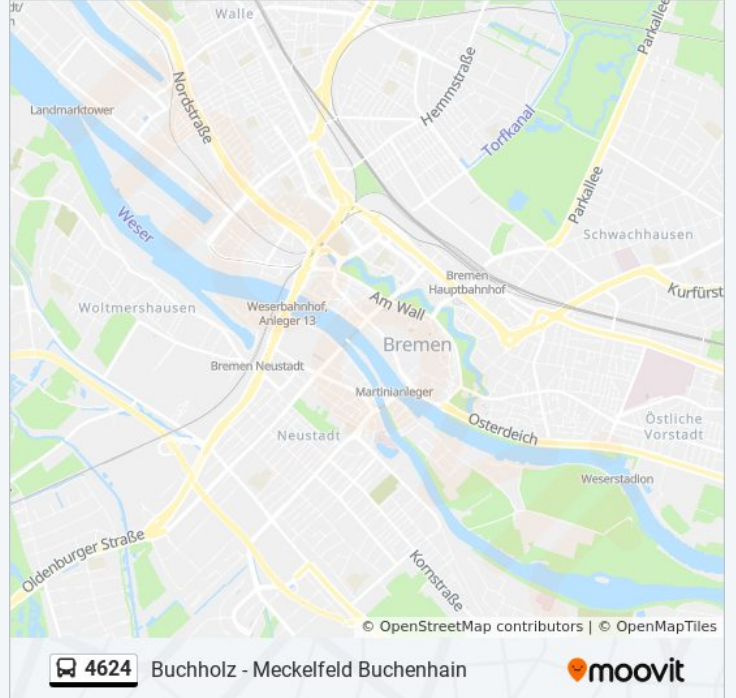 dt/
Walle
Parkallee
Nordstraße
Hemmstraße
Landmarktower
Torfkanal
Parkallee
Weser
Schwachhausen
Bremen
Hauptbahnhof
Kurfürst
Am Wall
Woltmershausen
Weserbahnhof,
Anleger 13
Bremen
Bremen Neustadt
Martinianleger
Osterdeich
Östliche
Vorstadt
Neustadt
Weserstadion
Oldenburger Straße
Kornstraße
© OpenStreetMap contributors | © OpenMapTiles
4624 Buchholz - Meckelfeld Buchenhain moovit